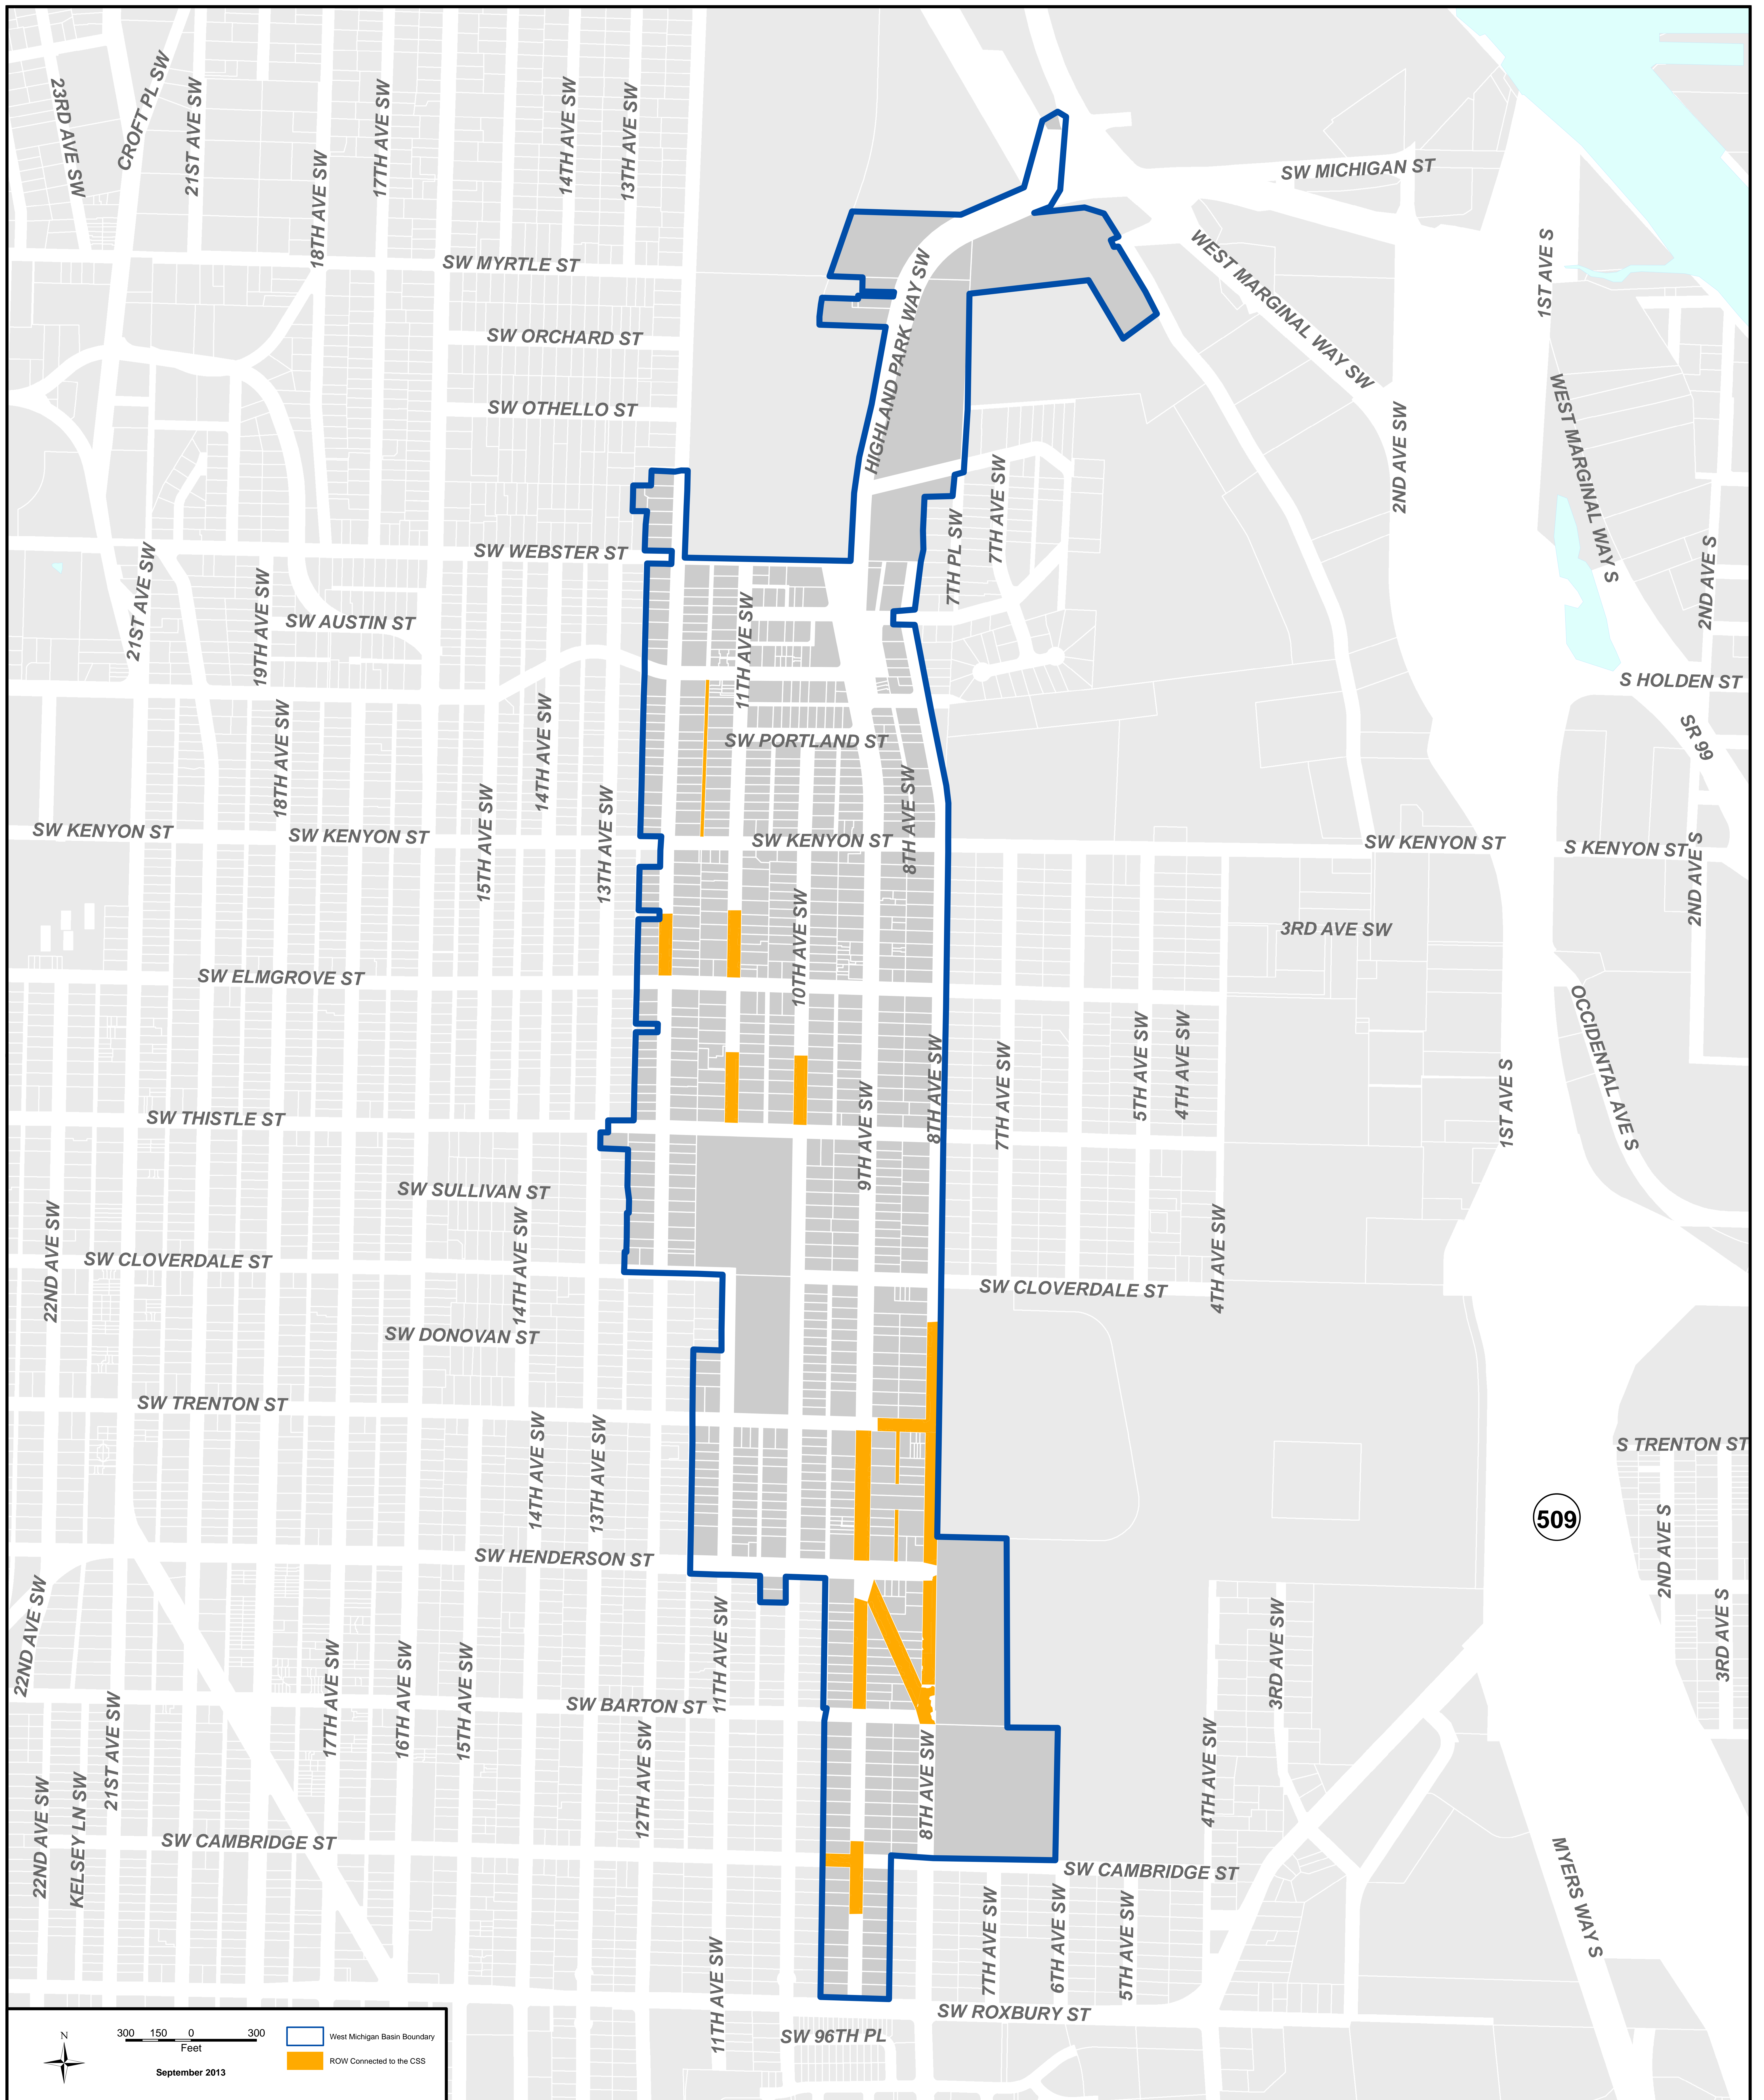 23RD AVE SW
CROFT PL SW
21ST AVE SW
18TH AVE SW
17TH AVE SW
14TH AVE SW
13TH AVE SW
SW MICHIGAN ST
SW MYRTLE ST
HIGHLAND PARK WAY SW
WEST MARGINAL WAY SW
1ST AVE S
SW ORCHARD ST
SW OTHELLO ST
2ND AVE SW
WEST MARGINAL WAY S
7TH AVE SW
7TH PL SW
SW WEBSTER ST
2ND AVE S
21ST AVE SW
19TH AVE SW
SW AUSTIN ST
11TH AVE SW
S HOLDEN ST
SR 99
18TH AVE SW
14TH AVE SW
SW PORTLAND ST
15TH AVE SW
13TH AVE SW
8TH AVE SW
SW KENYON ST
SW KENYON ST
SW KENYON ST
SW KENYON ST
S KENYON ST
2ND AVE S
10TH AVE SW
3RD AVE SW
SW ELMGROVE ST
OCCIDENTAL AVE S
8TH AVE SW
7TH AVE SW
5TH AVE SW
4TH AVE SW
1ST AVE S
9TH AVE SW
SW THISTLE ST
SW SULLIVAN ST
22ND AVE SW
14TH AVE SW
4TH AVE SW
SW CLOVERDALE ST
SW CLOVERDALE ST
SW DONOVAN ST
SW TRENTON ST
14TH AVE SW
13TH AVE SW
S TRENTON ST
509
2ND AVE S
SW HENDERSON ST
22ND AVE SW
11TH AVE SW
3RD AVE SW
3RD AVE S
17TH AVE SW
16TH AVE SW
15TH AVE SW
SW BARTON ST
21ST AVE SW
12TH AVE SW
8TH AVE SW
4TH AVE SW
22ND AVE SW
KELSEY LN SW
SW CAMBRIDGE ST
SW CAMBRIDGE ST
MYERS WAY S
7TH AVE SW
6TH AVE SW
5TH AVE SW
11TH AVE SW
SW ROXBURY ST
SW 96TH PL
N
300 150 0 300
Feet
September 2013
West Michigan Basin Boundary
ROW Connected to the CSS